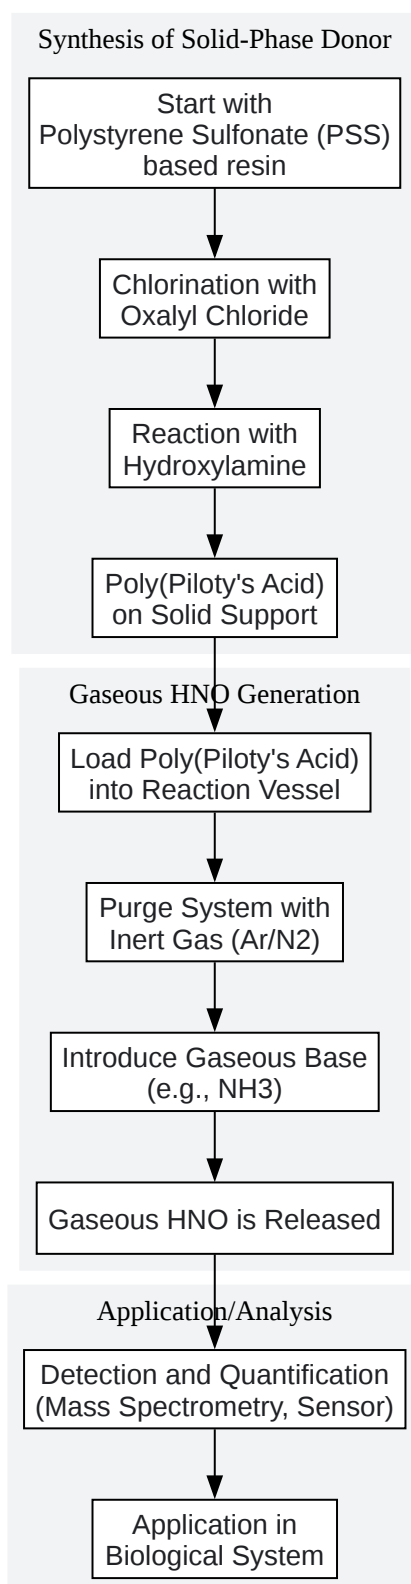 Synthesis of Solid-Phase Donor
Start with
Polystyrene Sulfonate (PSS)
based resin
Chlorination with
Oxalyl Chloride
Reaction with
Hydroxylamine
Poly(Piloty's Acid)
on Solid Support
Gaseous HNO Generation
Load Poly(Piloty's Acid)
into Reaction Vessel
Purge System with
Inert Gas (Ar/N2)
Introduce Gaseous Base
(e.g., NH3)
Gaseous HNO is Released
Application/Analysis
Detection and Quantification
(Mass Spectrometry, Sensor)
Application in
Biological System